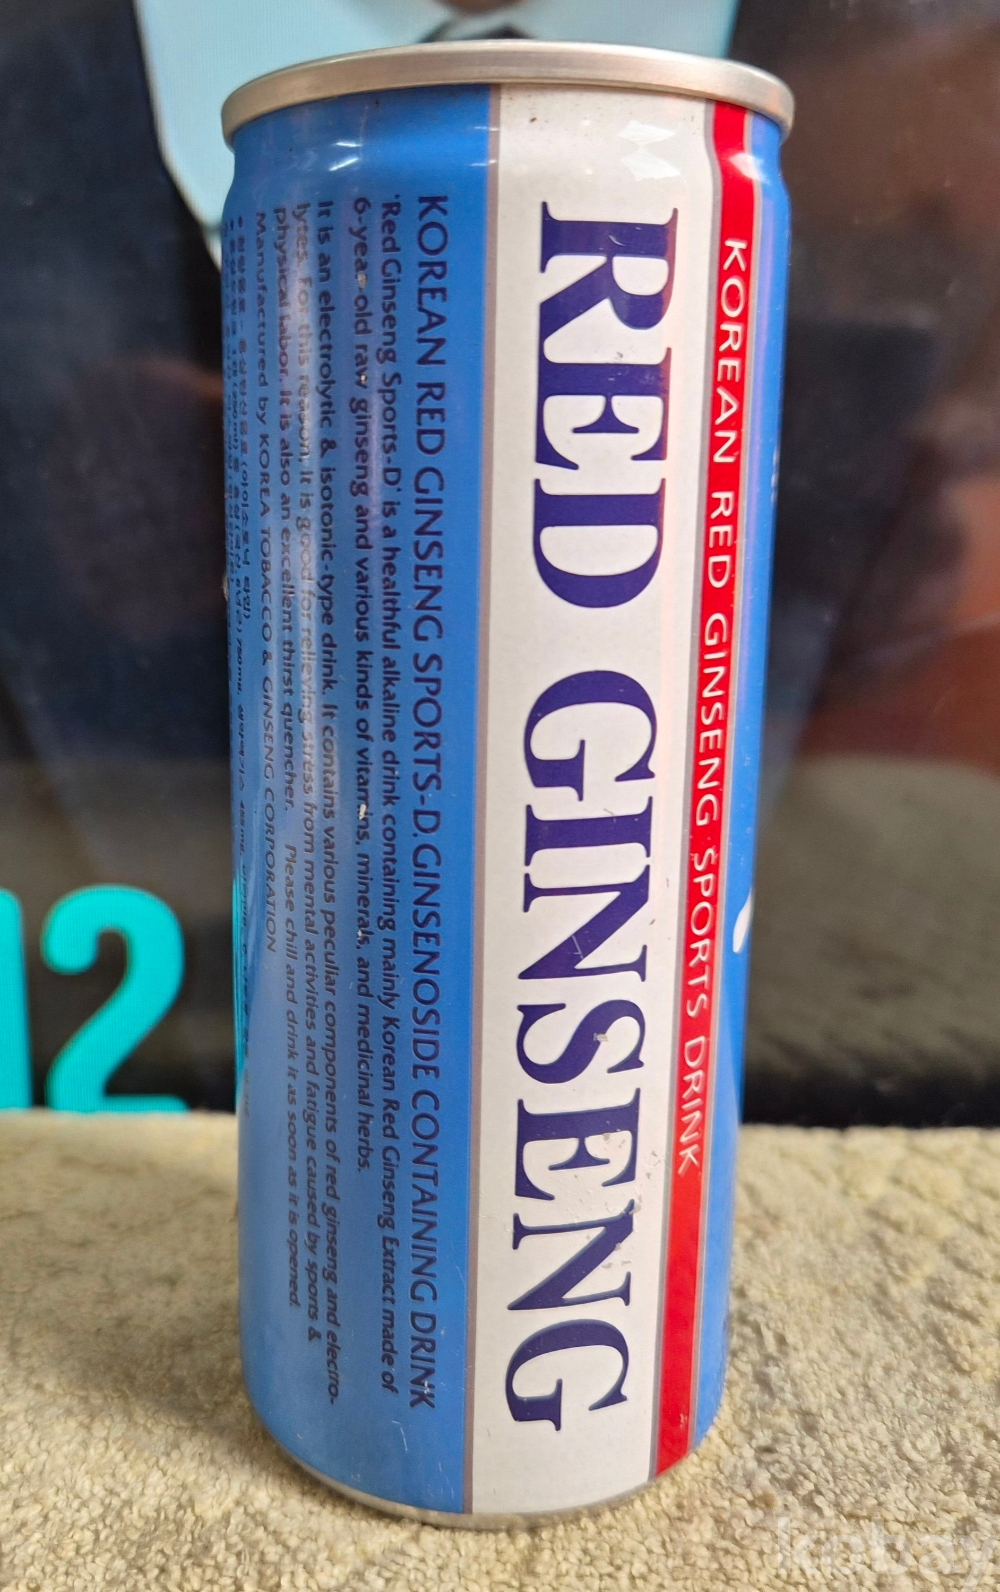 KOREAN RED GINSENG SPORTS DRINK
RED GINSENG
KOREAN RED GINSENG SPORTS-D.GINSENOSIDE CONTAINING DRINK
'Red Ginseng Sports-D' is a healthful alkaline drink containing mainly Korean Red Ginseng Extract made of
6-year-old raw ginseng and various kinds of vitamins, minerals, and medicinal herbs.
It is an electrolytic & isotonic-type drink. It contains various peculiar components of red ginseng and electro-
lytes. For this reason, it is good for relieving stress from mental activities and fatigue caused by sports &
physical labor. It is also an excellent thirst quencher. Please chill and drink it as soon as it is opened.
Manufactured by KOREA TOBACCO & GINSENG CORPORATION
12
kobay